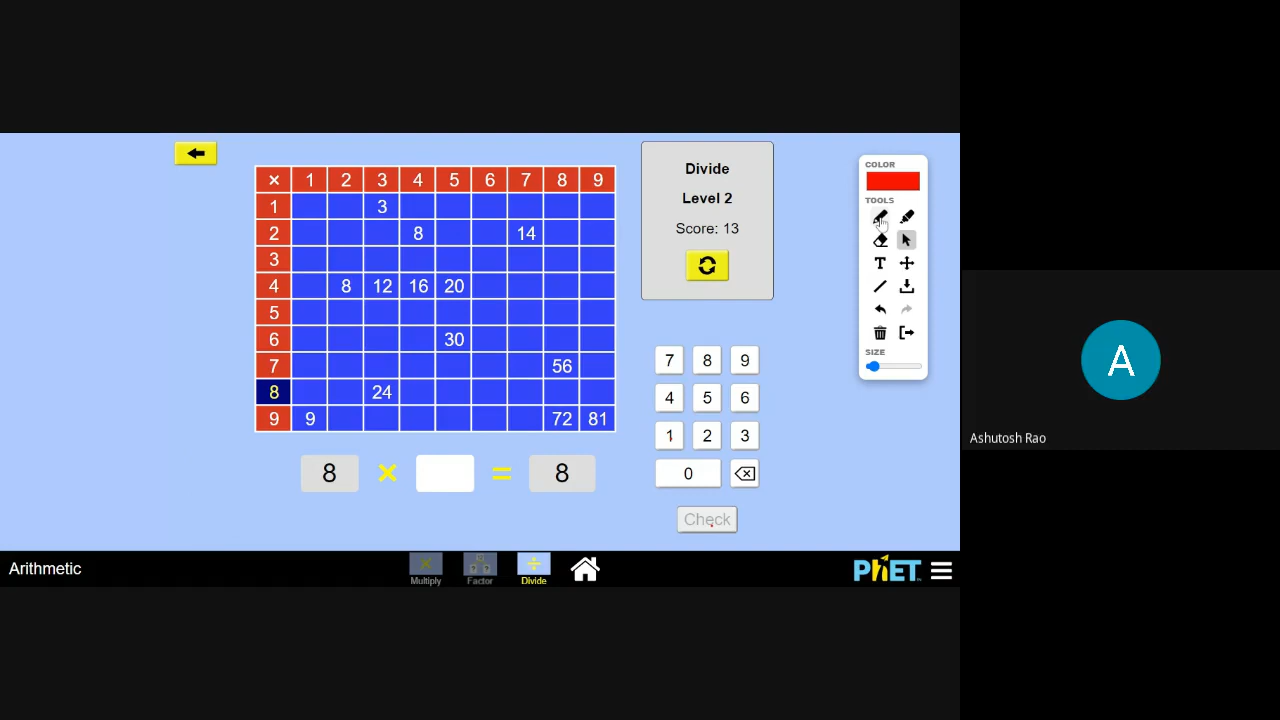 × 1 2 3 4 5 6 7 8 9
1 3
2 8 14
3
4 8 12 16 20
5
6 30
7 56
8 24
9 9 72 81
8 × = 8
Divide
Level 2
Score: 13
7 8 9
4 5 6
1 2 3
0
Check
COLOR
TOOLS
T
SIZE
Arithmetic
Multiply
Factor
Divide
PhET
A
Ashutosh Rao